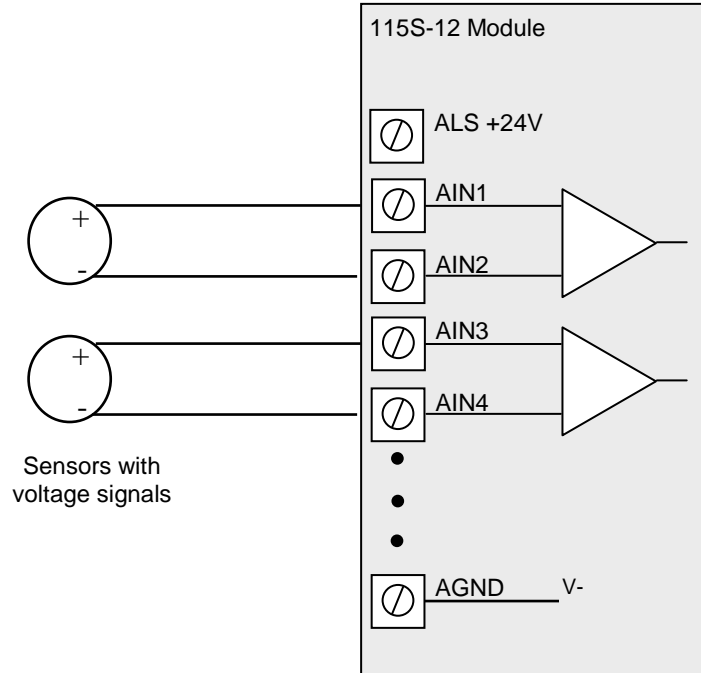 115S-12 Module
ALS +24V
+
AIN1
-
AIN2
+
AIN3
-
AIN4
Sensors with
voltage signals
AGND
V-